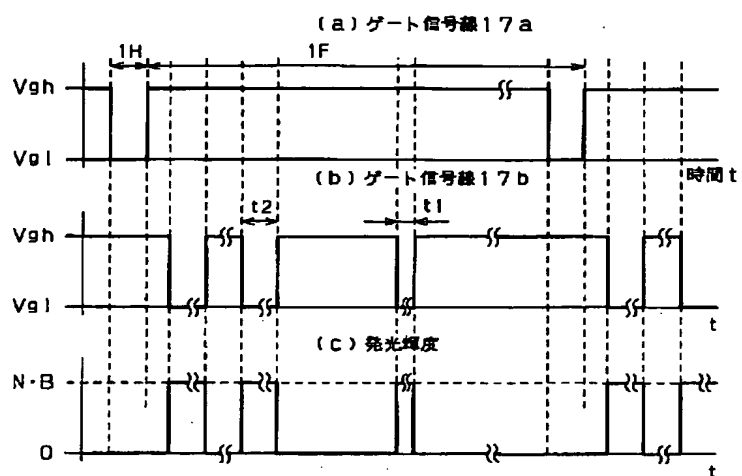 (a)ゲート信号線17a
1H
1F
Vgh
Vgl
時間t
(b)ゲート信号線17b
t2
t1
Vgh
Vgl
t
(c)発光輝度
N・B
0
t